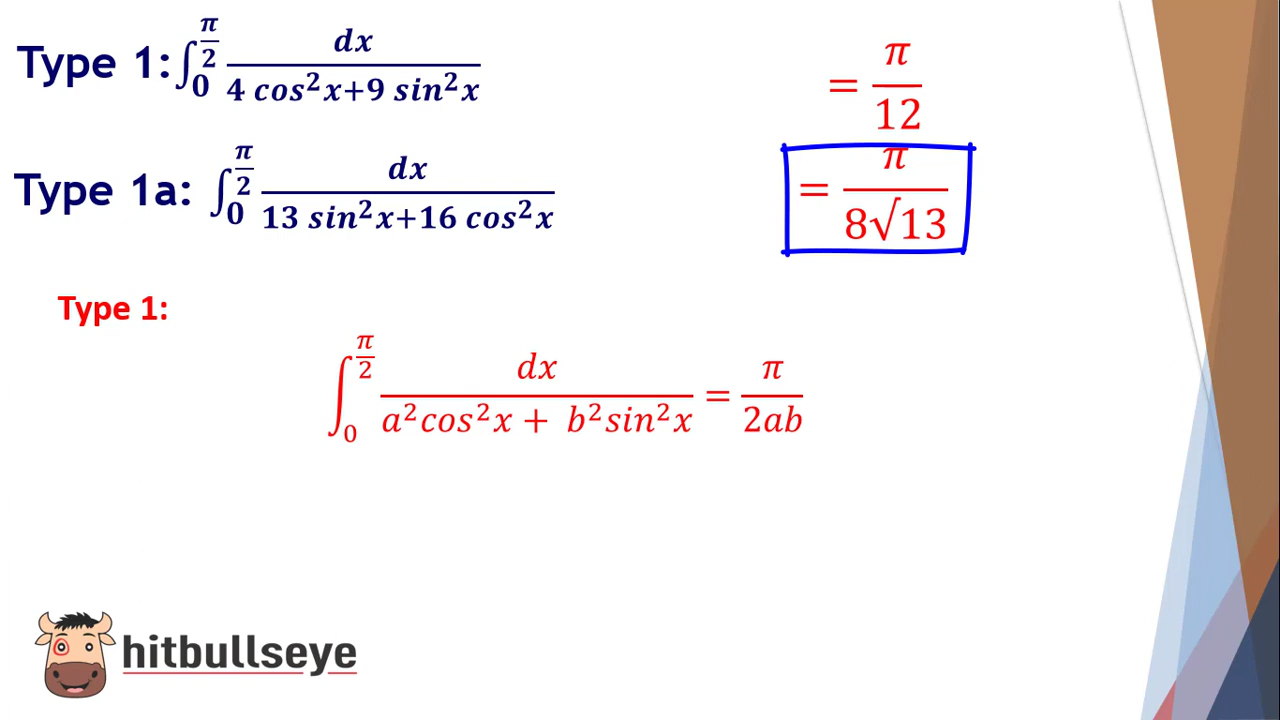 Type 1: ∫₀^(π/2) dx / (4 cos²x+9 sin²x) = π/12
Type 1a: ∫₀^(π/2) dx / (13 sin²x+16 cos²x) = π/(8√13)
Type 1:
∫₀^(π/2) dx / (a²cos²x + b²sin²x) = π/(2ab)
hitbullseye